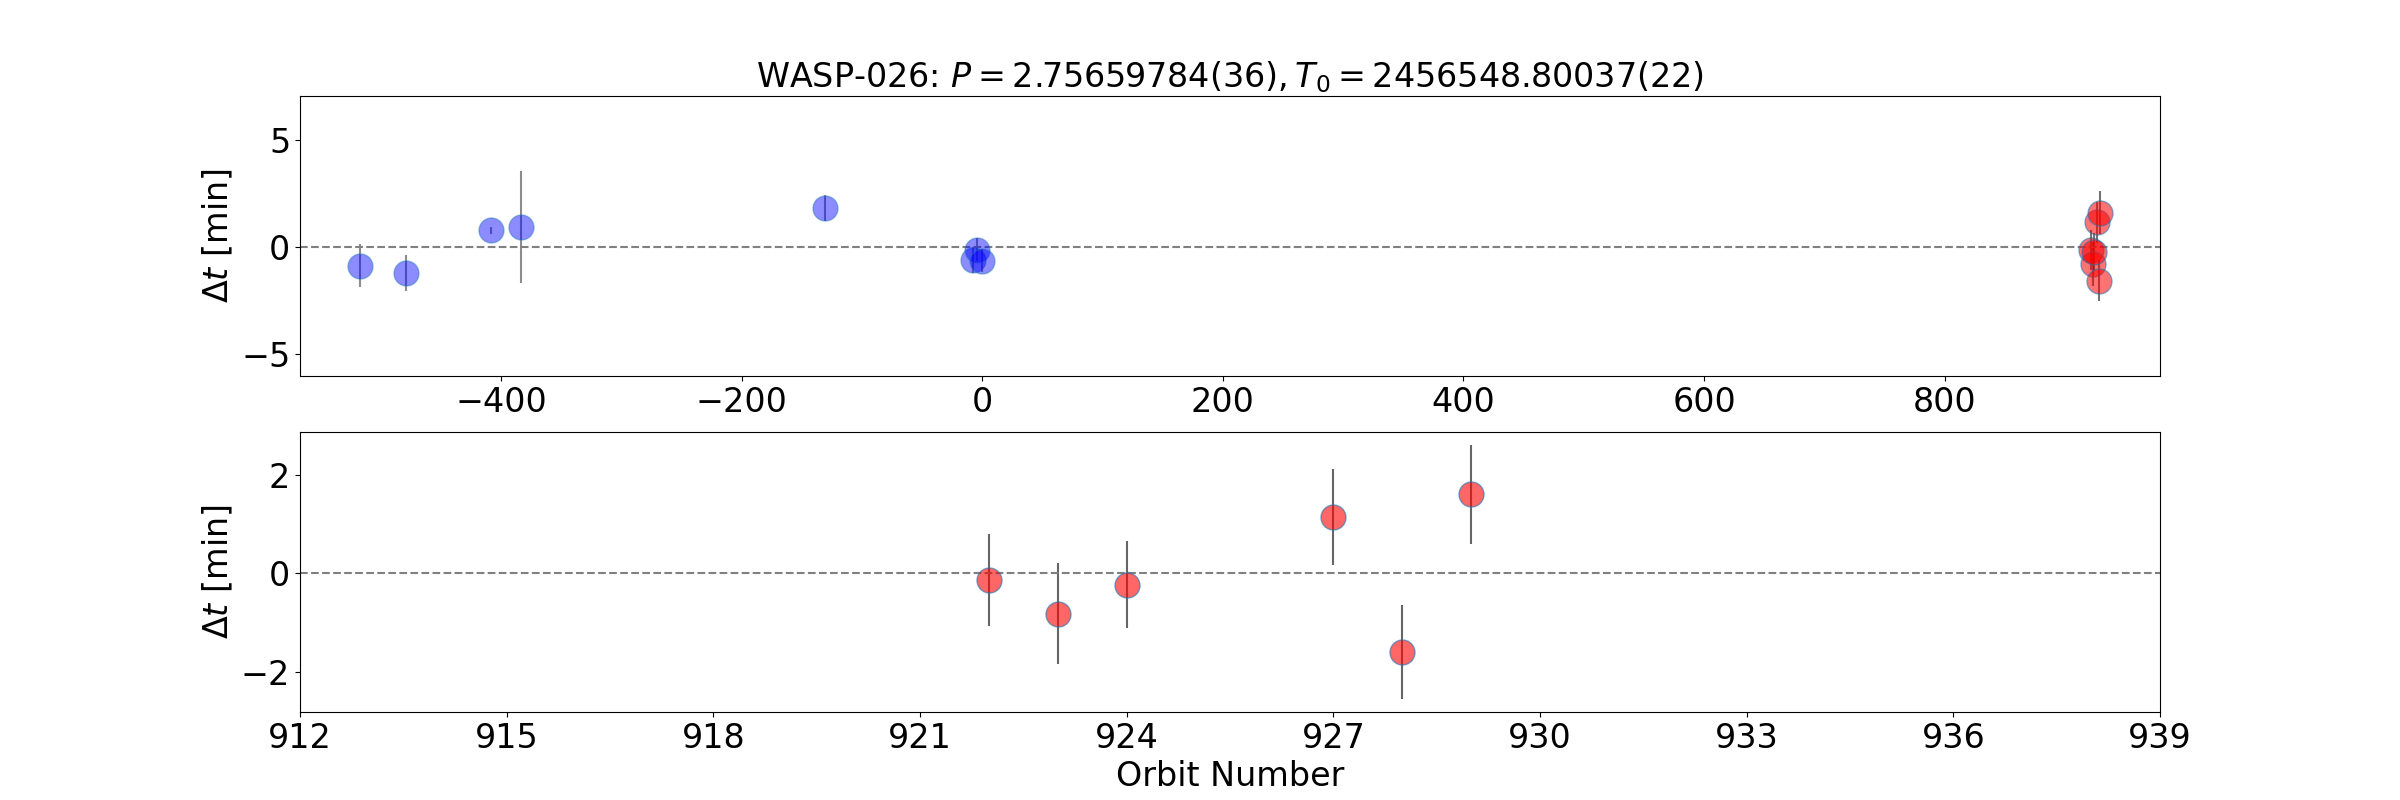 WASP-026: P = 2.75659784(36), T₀ = 2456548.80037(22)
Δt [min]
5
0
−5
−400 −200 0 200 400 600 800
Δt [min]
2
0
−2
912 915 918 921 924 927 930 933 936 939
Orbit Number